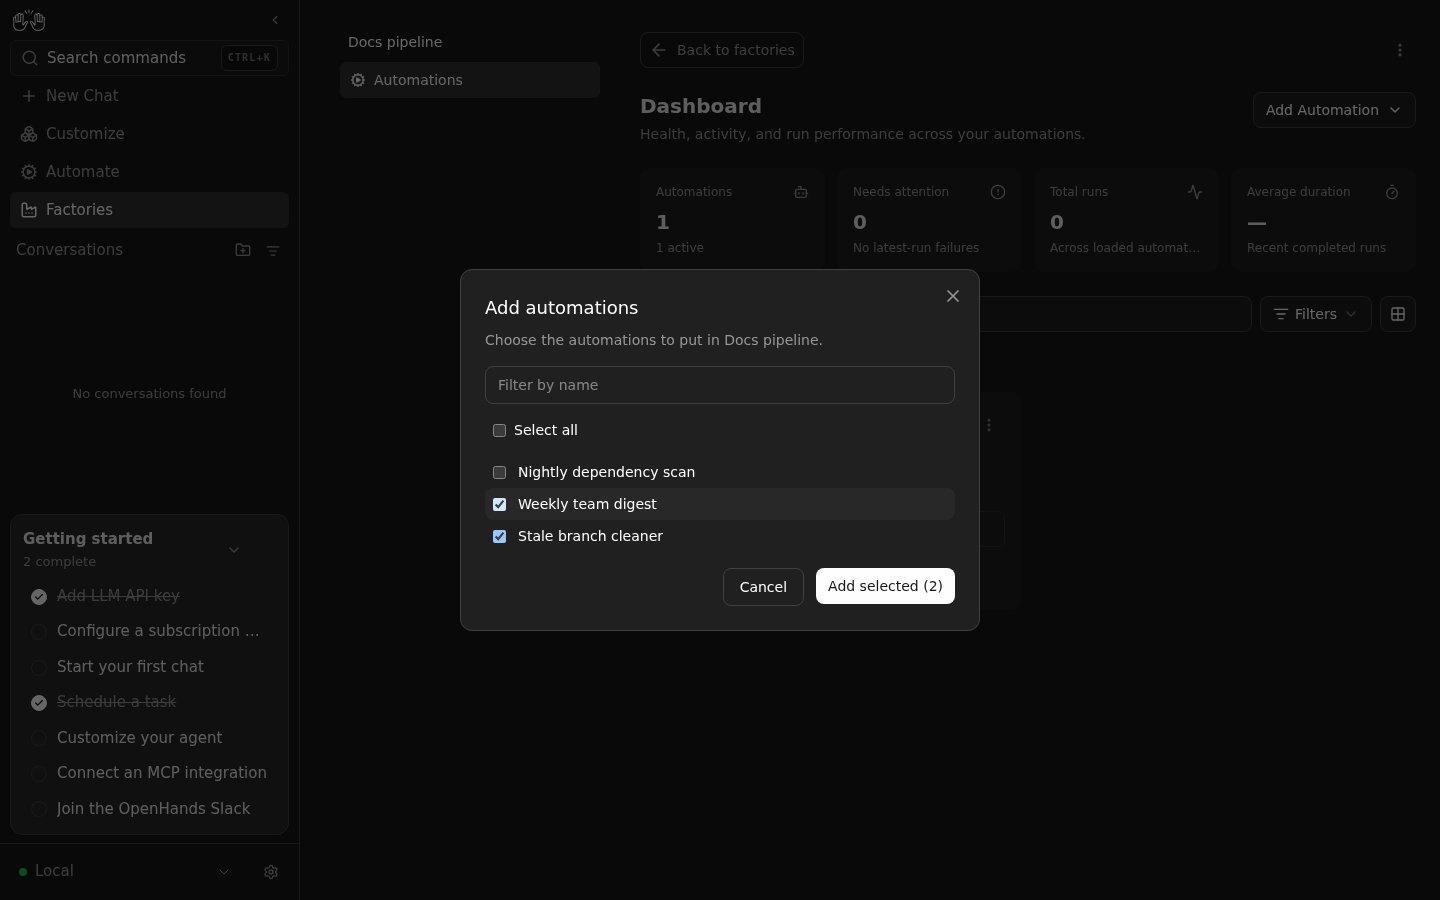 Search commands
CTRL+K
New Chat
Customize
Automate
Factories
Conversations
No conversations found
Getting started
2 complete
Add LLM API key
Configure a subscription ...
Start your first chat
Schedule a task
Customize your agent
Connect an MCP integration
Join the OpenHands Slack
Local
Docs pipeline
Automations
Back to factories
Dashboard
Health, activity, and run performance across your automations.
Add Automation
Automations
1
1 active
Needs attention
0
No latest-run failures
Total runs
0
Across loaded automat...
Average duration
—
Recent completed runs
Filters
Add automations
Choose the automations to put in Docs pipeline.
Filter by name
Select all
Nightly dependency scan
Weekly team digest
Stale branch cleaner
Cancel
Add selected (2)